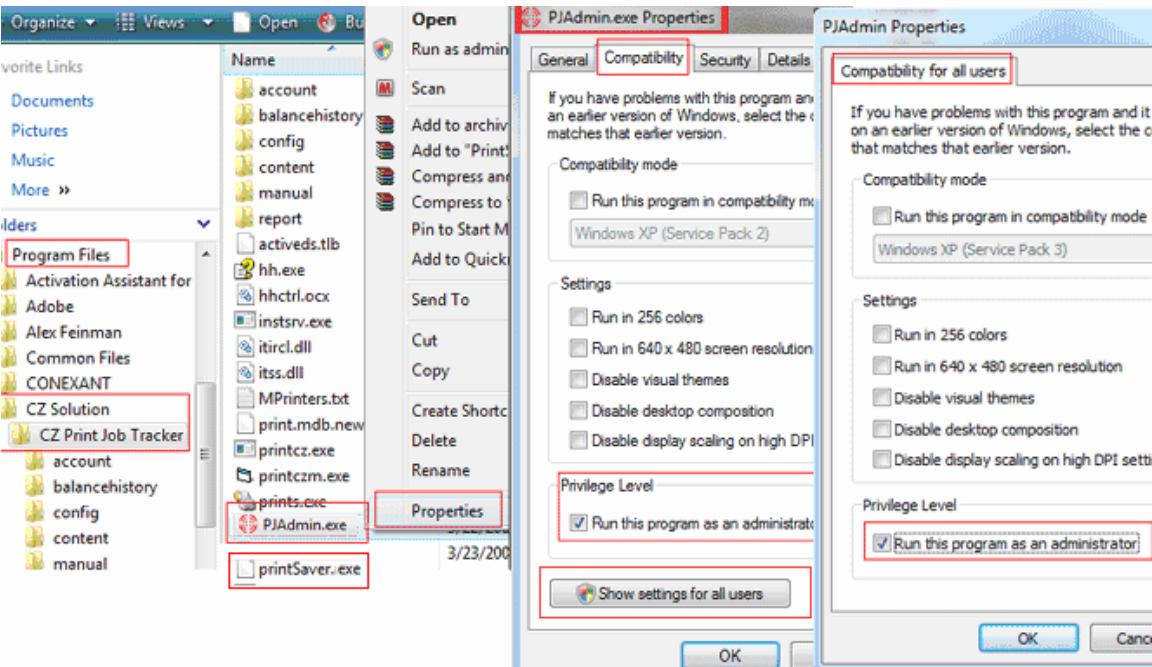 Organize Views Open Bu
vorite Links
Documents
Pictures
Music
More »
lders
Program Files
Activation Assistant for
Adobe
Alex Feinman
Common Files
CONEXANT
CZ Solution
CZ Print Job Tracker
account
balancehistory
config
content
manual
Name
account
balancehistory
config
content
manual
report
activeds.tlb
hh.exe
hhctrl.ocx
instsrv.exe
itircl.dll
itss.dll
MPrinters.txt
print.mdb.new
printcz.exe
printczm.exe
prints.exe
PJAdmin.exe
printSaver.exe
Open
Run as admin
Scan
Add to archiv
Add to "Print
Compress an
Compress to
Pin to Start M
Add to Quick
Send To
Cut
Copy
Create Shortc
Delete
Rename
Properties
3/23/200
PJAdmin.exe Properties
General Compatibility Security Details
If you have problems with this program an
an earlier version of Windows, select the
matches that earlier version.
Compatibility mode
Run this program in compatibility mo
Windows XP (Service Pack 2)
Settings
Run in 256 colors
Run in 640 x 480 screen resolution
Disable visual themes
Disable desktop composition
Disable display scaling on high DPI
Privilege Level
Run this program as an administrato
Show settings for all users
OK
PJAdmin Properties
Compatibility for all users
If you have problems with this program and it
on an earlier version of Windows, select the c
that matches that earlier version.
Compatibility mode
Run this program in compatibility mode
Windows XP (Service Pack 3)
Settings
Run in 256 colors
Run in 640 x 480 screen resolution
Disable visual themes
Disable desktop composition
Disable display scaling on high DPI setti
Privilege Level
Run this program as an administrator
OK Cance